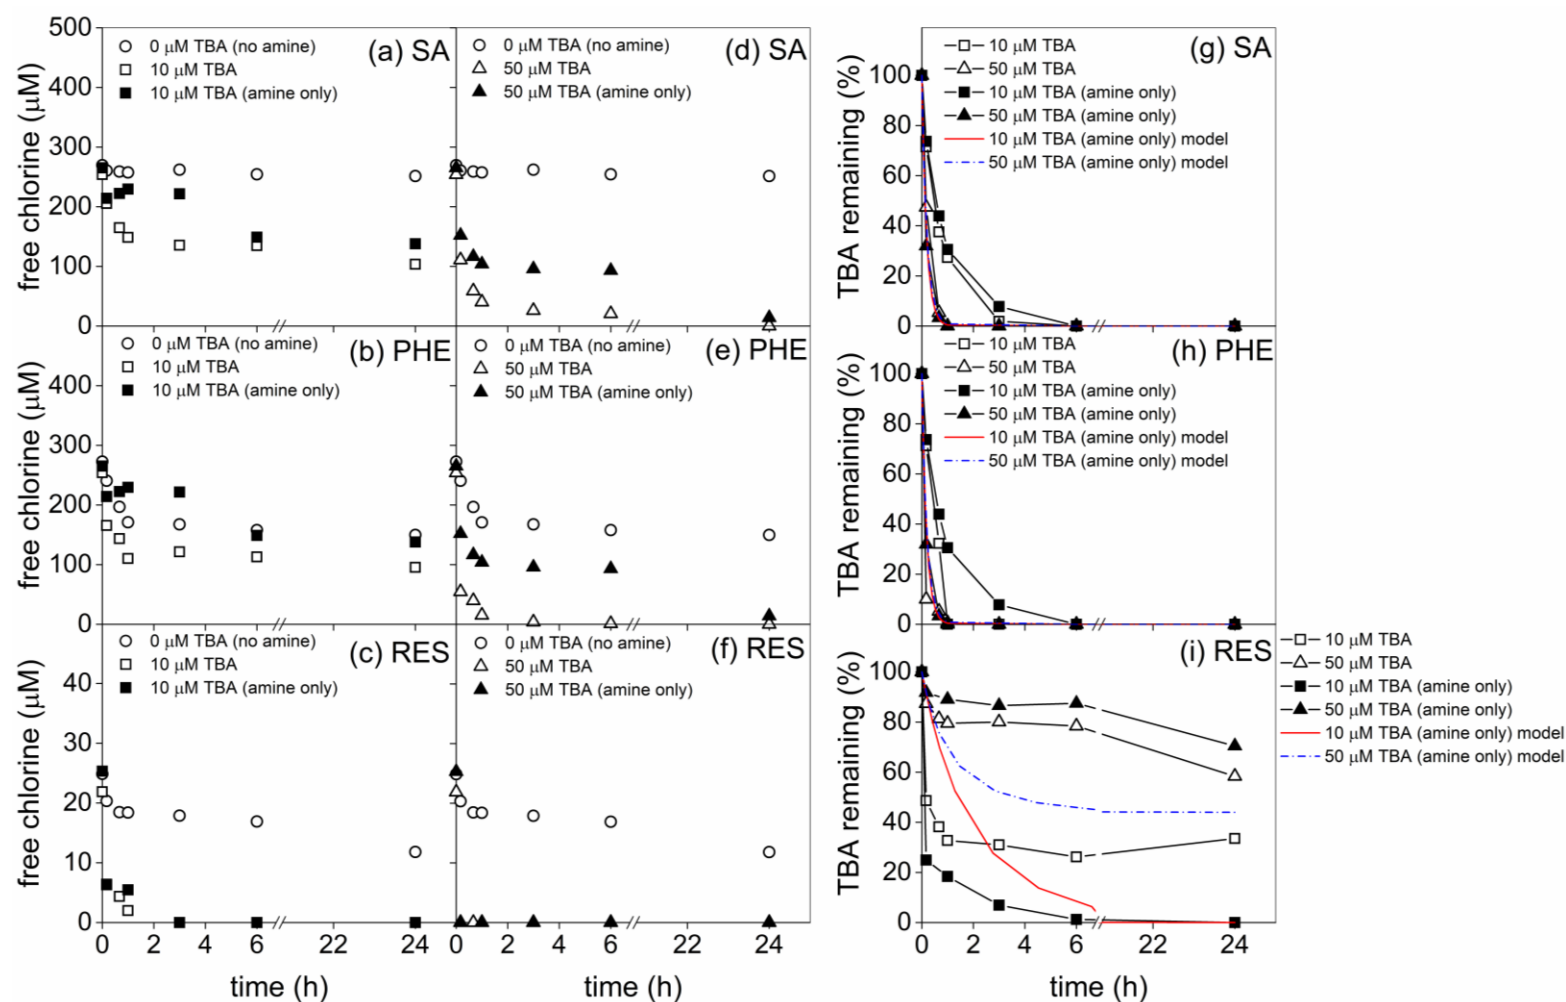 free chlorine (μM)
500
400
300
200
100
0
○ 0 μM TBA (no amine)
□ 10 μM TBA
■ 10 μM TBA (amine only)
(a) SA
○ 0 μM TBA (no amine)
△ 50 μM TBA
▲ 50 μM TBA (amine only)
(d) SA
TBA remaining (%)
100
80
60
40
20
0
10 μM TBA
50 μM TBA
10 μM TBA (amine only)
50 μM TBA (amine only)
10 μM TBA (amine only) model
50 μM TBA (amine only) model
(g) SA
free chlorine (μM)
400
300
200
100
0
○ 0 μM TBA (no amine)
□ 10 μM TBA
■ 10 μM TBA (amine only)
(b) PHE
○ 0 μM TBA (no amine)
△ 50 μM TBA
▲ 50 μM TBA (amine only)
(e) PHE
TBA remaining (%)
100
80
60
40
20
0
10 μM TBA
50 μM TBA
10 μM TBA (amine only)
50 μM TBA (amine only)
10 μM TBA (amine only) model
50 μM TBA (amine only) model
(h) PHE
free chlorine (μM)
40
30
20
10
0
○ 0 μM TBA (no amine)
□ 10 μM TBA
■ 10 μM TBA (amine only)
(c) RES
○ 0 μM TBA (no amine)
△ 50 μM TBA
▲ 50 μM TBA (amine only)
(f) RES
TBA remaining (%)
100
80
60
40
20
0
(i) RES
10 μM TBA
50 μM TBA
10 μM TBA (amine only)
50 μM TBA (amine only)
10 μM TBA (amine only) model
50 μM TBA (amine only) model
0 2 4 6 22 24
0 2 4 6 22 24
0 2 4 6 22 24
time (h)
time (h)
time (h)